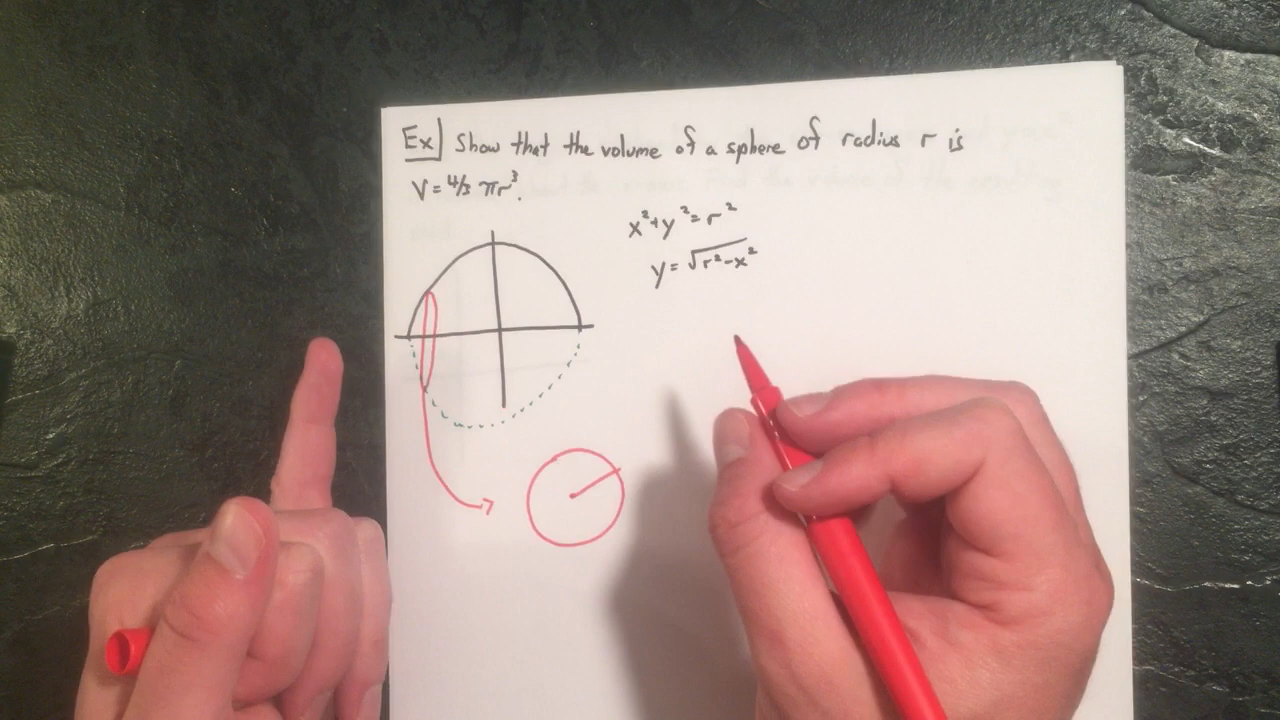 Ex| Show that the volume of a sphere of radius r is
V = 4/3 πr³.
x² + y² = r²
y = √r² - x²